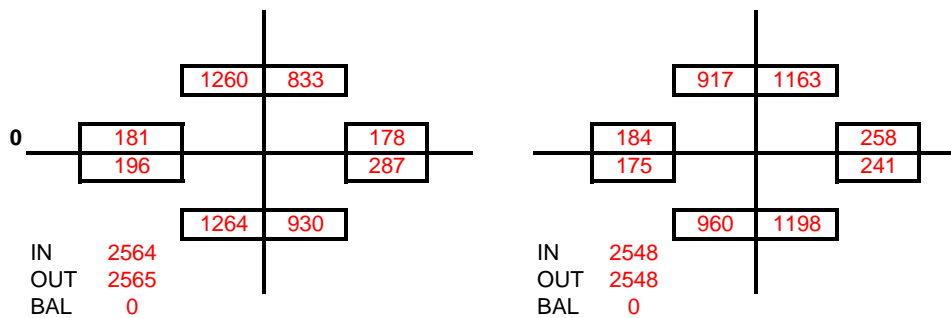 1260 833 917 1163
0 181 178 184 258
196 287 175 241
1264 930 960 1198
IN 2564 IN 2548
OUT 2565 OUT 2548
BAL 0 BAL 0